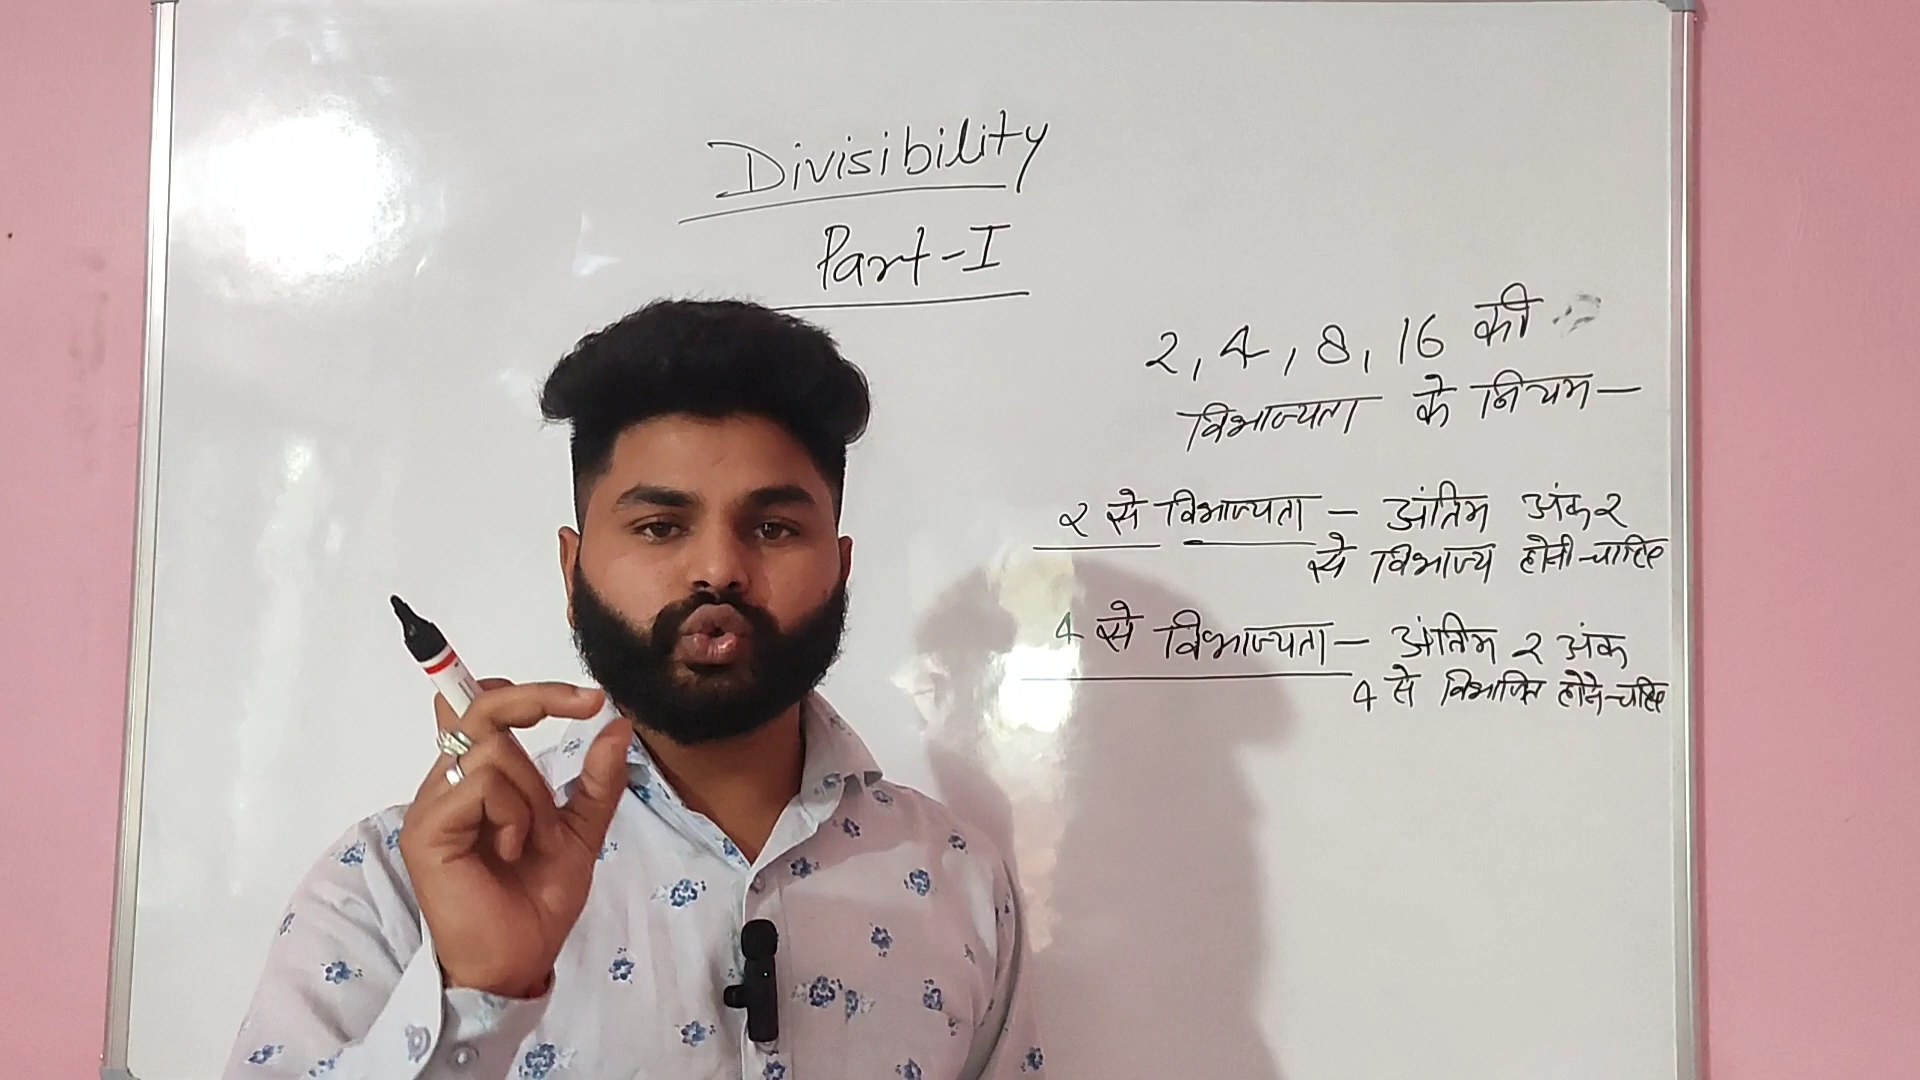 Divisibility
Part-I
2, 4, 8, 16 की
विभाज्यता के नियम-
2 से विभाज्यता - अंतिम अंक 2
से विभाज्य होनी चाहिए
4 से विभाज्यता - अंतिम 2 अंक
4 से विभाजित होने चाहिए